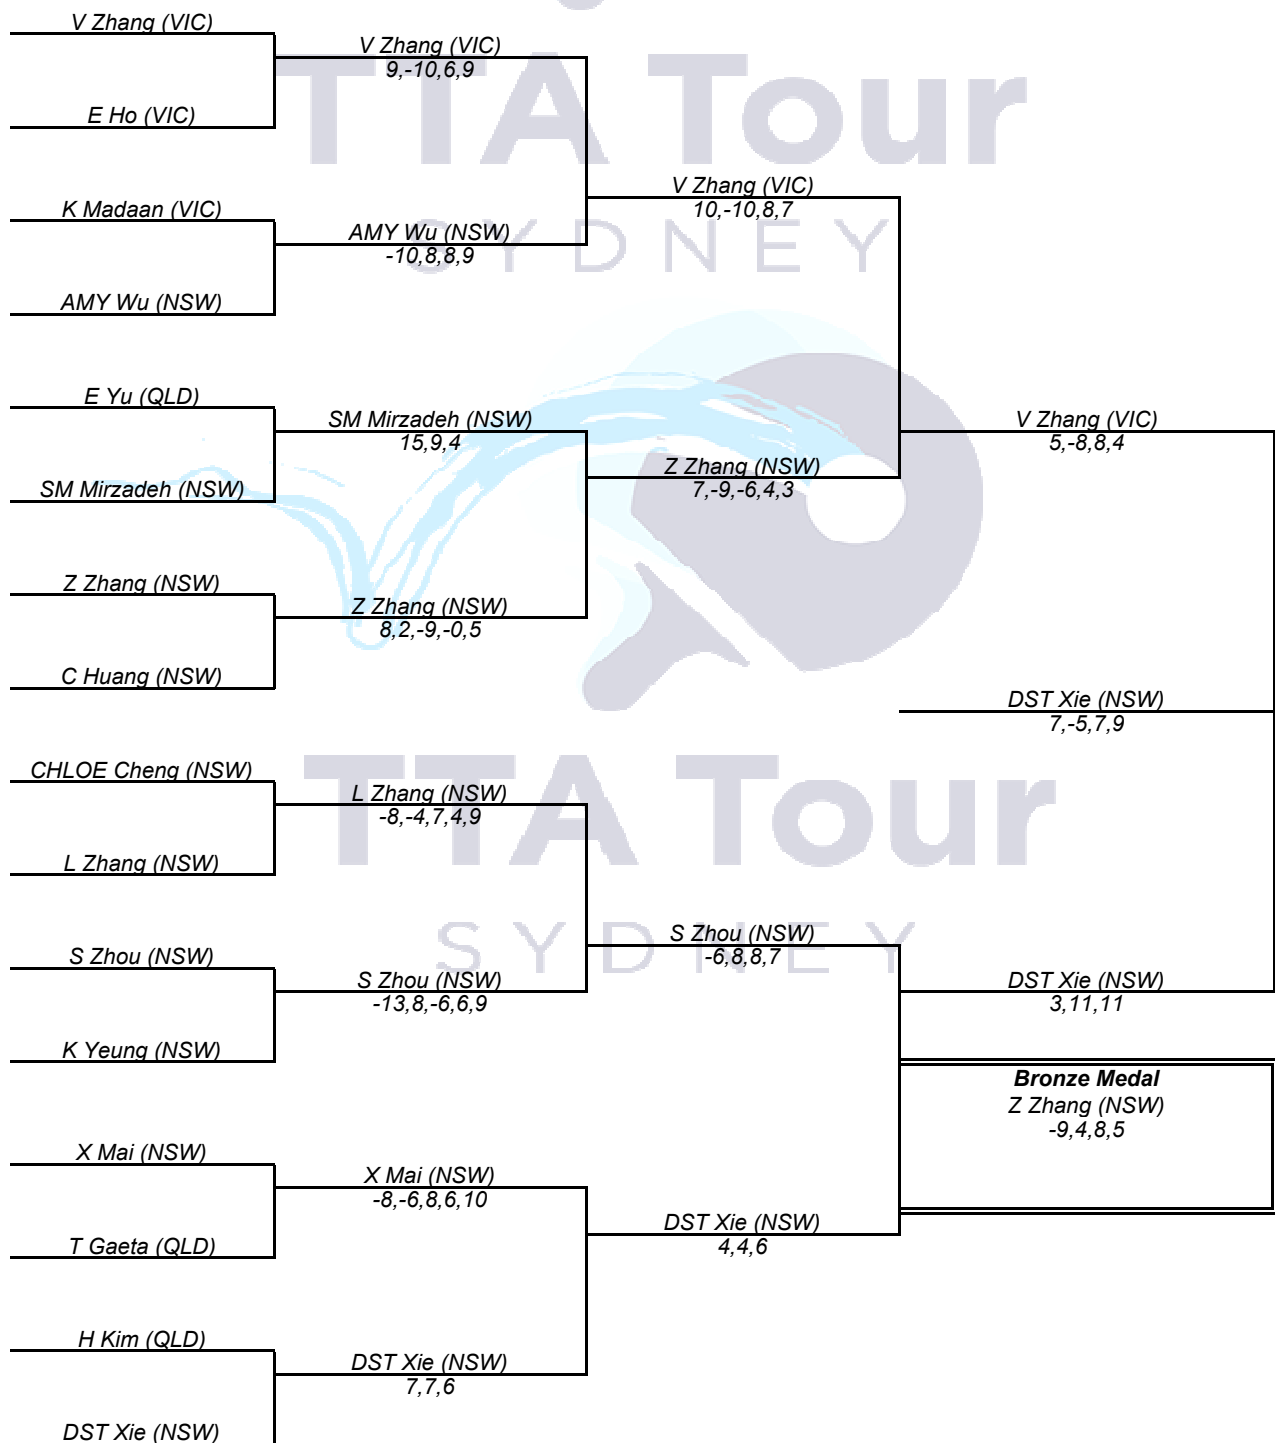 V Zhang (VIC)
E Ho (VIC)
K Madaan (VIC)
AMY Wu (NSW)
E Yu (QLD)
SM Mirzadeh (NSW)
Z Zhang (NSW)
C Huang (NSW)
CHLOE Cheng (NSW)
L Zhang (NSW)
S Zhou (NSW)
K Yeung (NSW)
X Mai (NSW)
T Gaeta (QLD)
H Kim (QLD)
DST Xie (NSW)
V Zhang (VIC)
9,-10,6,9
AMY Wu (NSW)
-10,8,8,9
SM Mirzadeh (NSW)
15,9,4
Z Zhang (NSW)
8,2,-9,-0,5
L Zhang (NSW)
-8,-4,7,4,9
S Zhou (NSW)
-13,8,-6,6,9
X Mai (NSW)
-8,-6,8,6,10
DST Xie (NSW)
7,7,6
V Zhang (VIC)
10,-10,8,7
Z Zhang (NSW)
7,-9,-6,4,3
S Zhou (NSW)
-6,8,8,7
DST Xie (NSW)
4,4,6
V Zhang (VIC)
5,-8,8,4
DST Xie (NSW)
7,-5,7,9
DST Xie (NSW)
3,11,11
Bronze Medal
Z Zhang (NSW)
-9,4,8,5
TTA Tour
SYDNEY
TTA Tour
SYDNEY